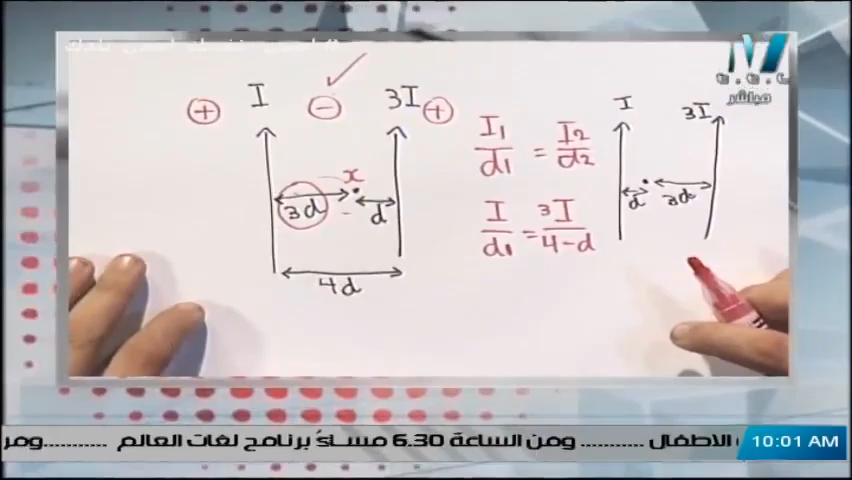 I
3I
+
−
+
x
3d
d
4d
I1/d1 = I2/d2
I/d1 = 3I/4-d
I
3I
d
3d
مباشر
الاطفال .......... ومن الساعة 6.30 مساءً برنامج لغات العالم ..........ومر
10:01 AM